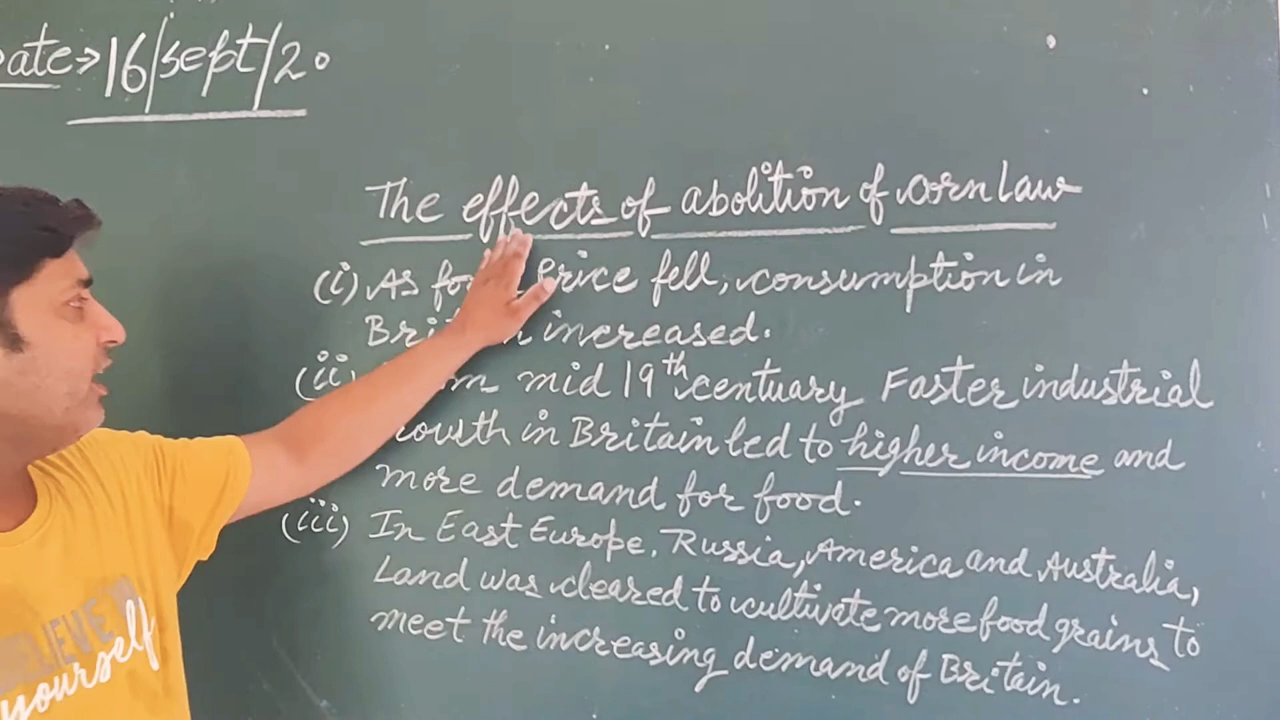 ate → 16/sept/20
The effects of abolition of corn law
(i) As price fell, consumption in
increased.
(ii) mid 19th centuary Faster industrial
in Britain led to higher income and
more demand for food.
(iii) In East Europe, Russia, America and Australia,
Land was cleared to cultivate more food grains to
meet the increasing demand of Britain.
yourself